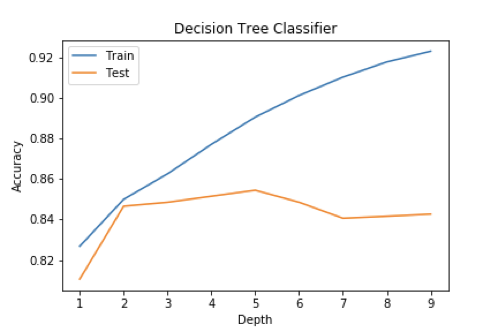 Decision Tree Classifier
Train
Test
0.92
0.90
0.88
0.86
0.84
0.82
Accuracy
1 2 3 4 5 6 7 8 9
Depth